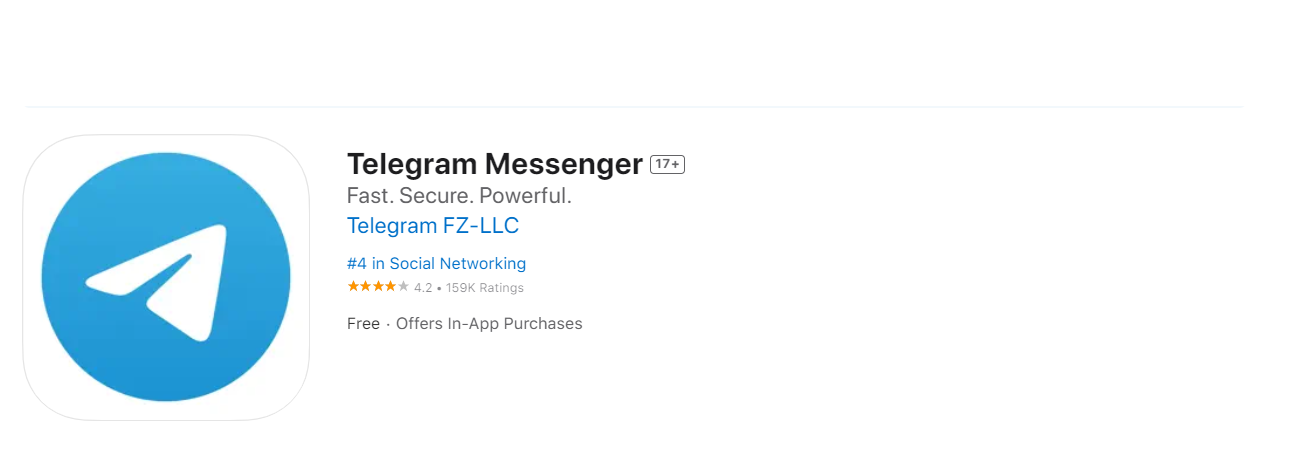 Telegram Messenger 17+
Fast. Secure. Powerful.
Telegram FZ-LLC
#4 in Social Networking
4.2 • 159K Ratings
Free · Offers In-App Purchases